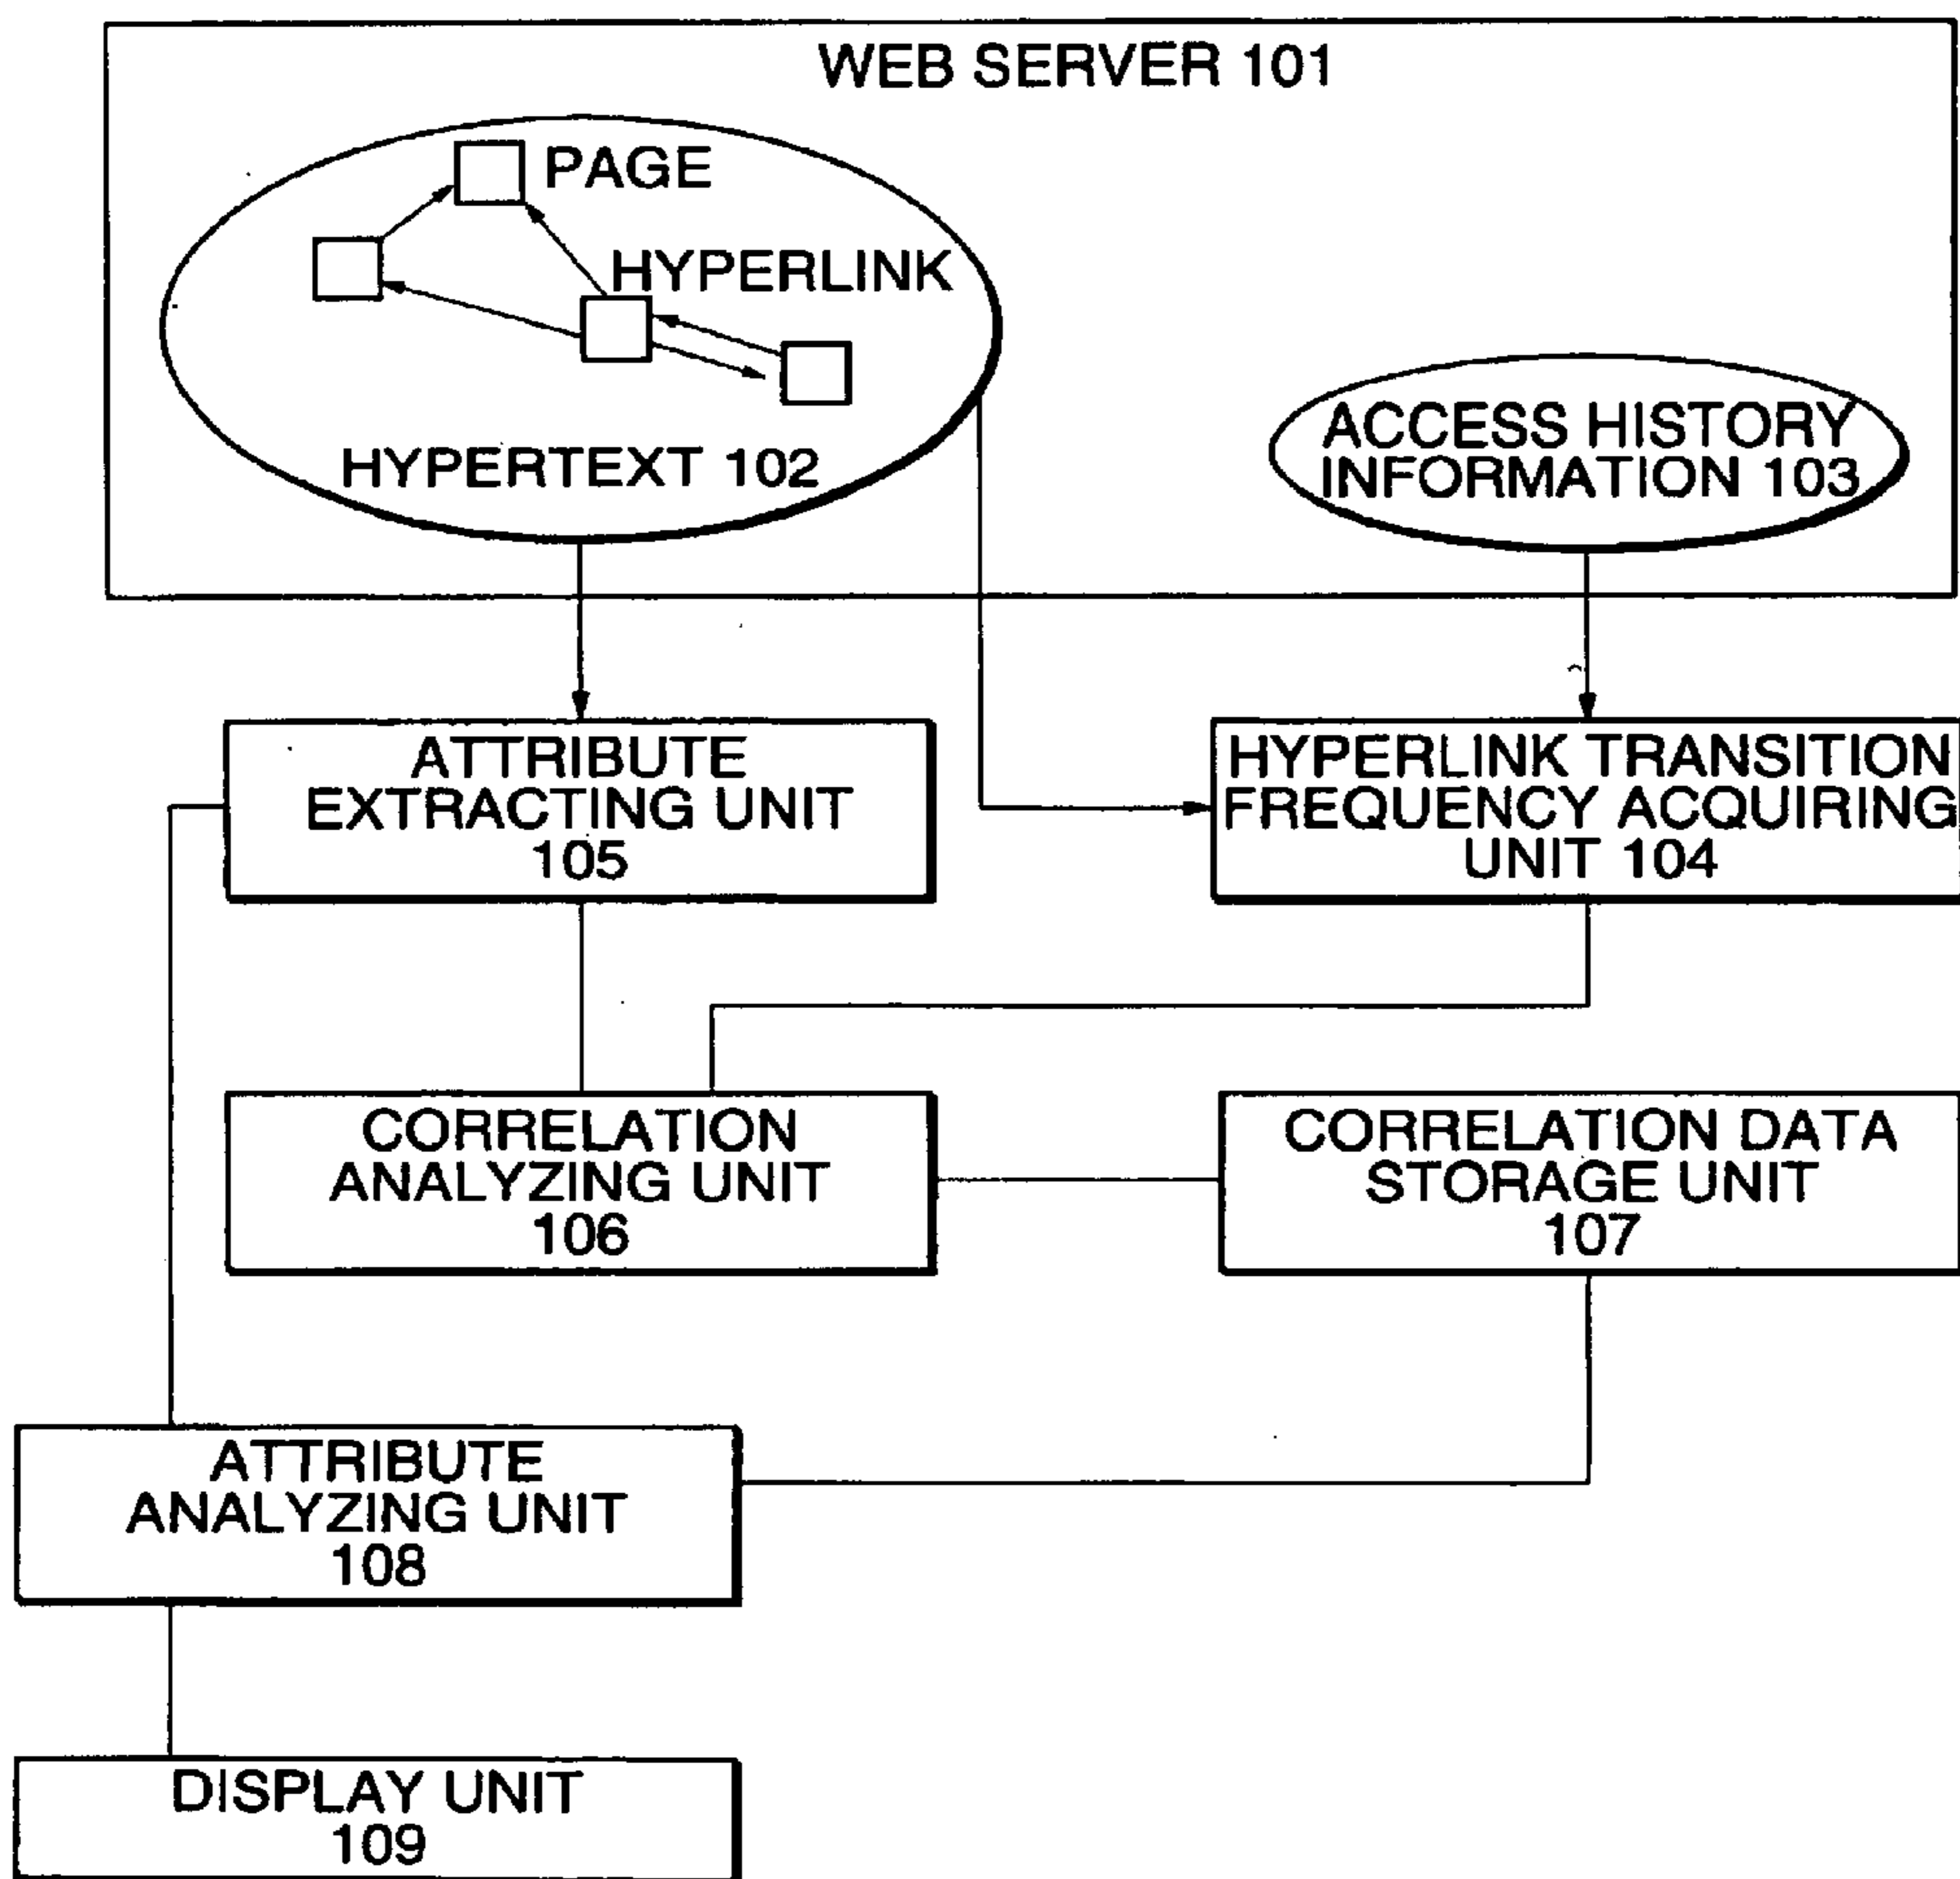 WEB SERVER 101
PAGE
HYPERLINK
HYPERTEXT 102
ACCESS HISTORY
INFORMATION 103
ATTRIBUTE
EXTRACTING UNIT
105
HYPERLINK TRANSITION
FREQUENCY ACQUIRING
UNIT 104
CORRELATION
ANALYZING UNIT
106
CORRELATION DATA
STORAGE UNIT
107
ATTRIBUTE
ANALYZING UNIT
108
DISPLAY UNIT
109